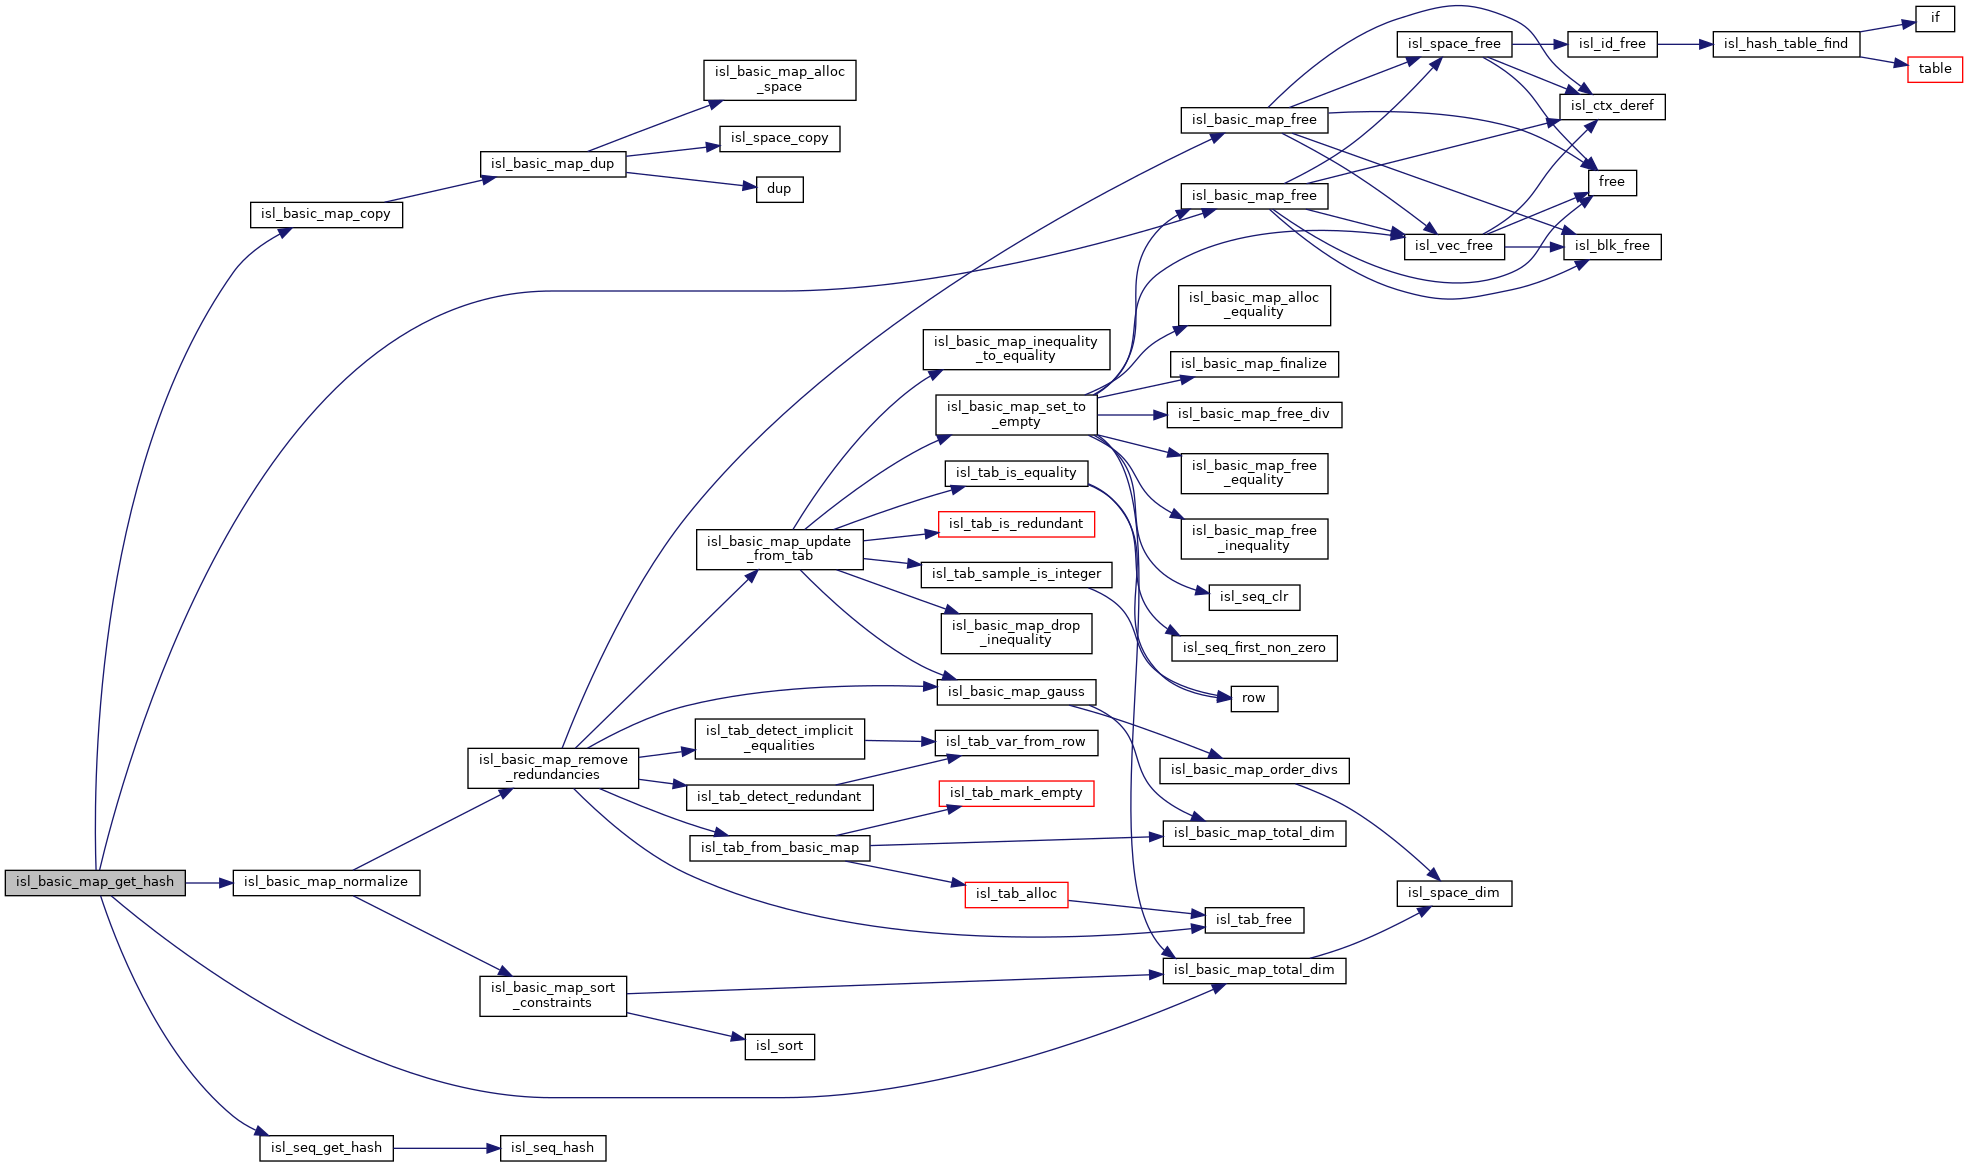 isl_basic_map_get_hash
isl_basic_map_copy
isl_basic_map_normalize
isl_seq_get_hash
isl_basic_map_dup
isl_basic_map_remove
_redundancies
isl_basic_map_sort
_constraints
isl_seq_hash
isl_basic_map_alloc
_space
isl_space_copy
dup
isl_basic_map_update
_from_tab
isl_tab_detect_implicit
_equalities
isl_tab_detect_redundant
isl_tab_from_basic_map
isl_sort
isl_basic_map_inequality
_to_equality
isl_basic_map_set_to
_empty
isl_tab_is_equality
isl_tab_is_redundant
isl_tab_sample_is_integer
isl_basic_map_drop
_inequality
isl_basic_map_gauss
isl_tab_var_from_row
isl_tab_mark_empty
isl_tab_alloc
isl_basic_map_free
isl_basic_map_free
isl_basic_map_alloc
_equality
isl_basic_map_finalize
isl_basic_map_free_div
isl_basic_map_free
_equality
isl_basic_map_free
_inequality
isl_seq_clr
isl_seq_first_non_zero
row
isl_basic_map_order_divs
isl_basic_map_total_dim
isl_tab_free
isl_basic_map_total_dim
isl_space_free
isl_vec_free
isl_space_dim
isl_id_free
isl_ctx_deref
free
isl_blk_free
isl_hash_table_find
if
table